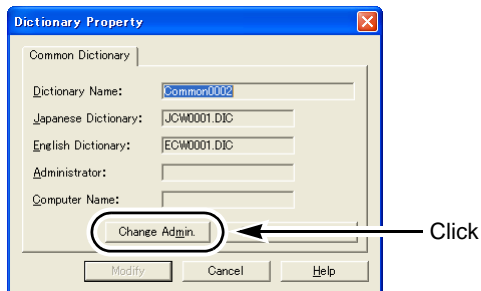 Dictionary Property
Common Dictionary
Dictionary Name: Common0002
Japanese Dictionary: JCW0001.DIC
English Dictionary: ECW0001.DIC
Administrator:
Computer Name:
Change Admin. Click
Modify Cancel Help